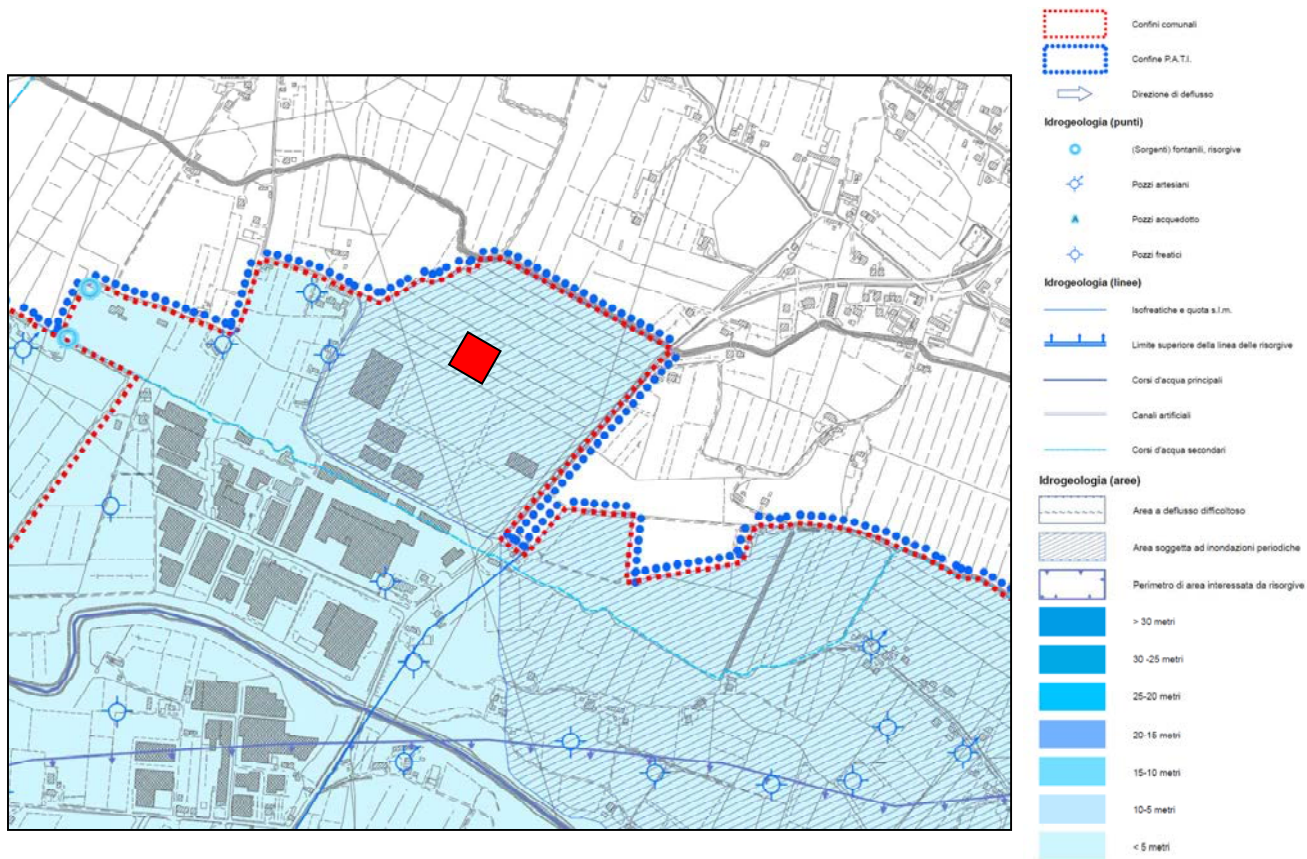 Confini comunali
Confine P.A.T.I.
Direzione di deflusso
Idrogeologia (punti)
(Sorgenti) fontanili, risorgive
Pozzi artesiani
A Pozzi acquedotto
Pozzi freatici
Idrogeologia (linee)
Isofreatiche e quota s.l.m.
Limite superiore della linea delle risorgive
Corsi d'acqua principali
Canali artificiali
Corsi d'acqua secondari
Idrogeologia (aree)
Area a deflusso difficoltoso
Area soggetta ad inondazioni periodiche
Perimetro di area interessata da risorgive
> 30 metri
30 -25 metri
25-20 metri
20-15 metri
15-10 metri
10-5 metri
< 5 metri